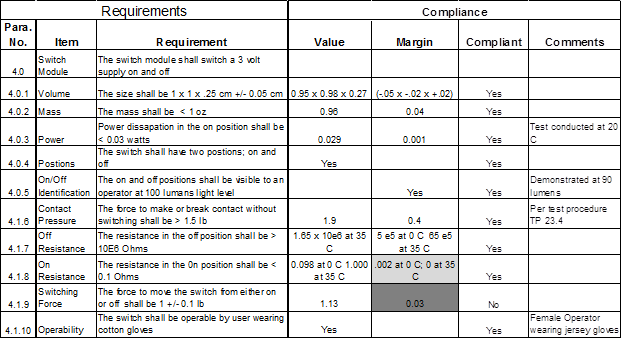 Requirements Compliance
Para. No. Item Requirement Value Margin Compliant Comments
4.0 Switch Module The switch module shall switch a 3 volt supply on and off
4.0.1 Volume The size shall be 1 x 1 x .25 cm +/- 0.05 cm 0.95 x 0.98 x 0.27 (-.05 x -.02 x +.02) Yes
4.0.2 Mass The mass shall be < 1 oz 0.96 0.04 Yes
4.0.3 Power Power dissapation in the on position shall be < 0.03 watts 0.029 0.001 Yes Test conducted at 20 C
4.0.4 Postions The switch shall have two postions; on and off Yes Yes
4.0.5 On/Off Identification The on and off positions shall be visible to an operator at 100 lumans light level Yes Yes Demonstrated at 90 lumens
4.1.6 Contact Pressure The force to make or break contact without switching shall be > 1.5 lb 1.9 0.4 Yes Per test procedure TP 23.4
4.1.7 Off Resistance The resistance in the off position shall be > 10E6 Ohms 1.65 x 10e6 at 35 C 5 e5 at 0 C 65 e5 at 35 C Yes
4.1.8 On Resistance The resistance in the 0n position shall be < 0.1 Ohms 0.098 at 0 C 1.000 at 35 C .002 at 0 C; 0 at 35 C Yes
4.1.9 Switching Force The force to move the switch from either on or off shall be 1 +/- 0.1 lb 1.13 0.03 No
4.1.10 Operability The switch shall be operable by user wearing cotton gloves Yes Yes Female Operator wearing jersey gloves